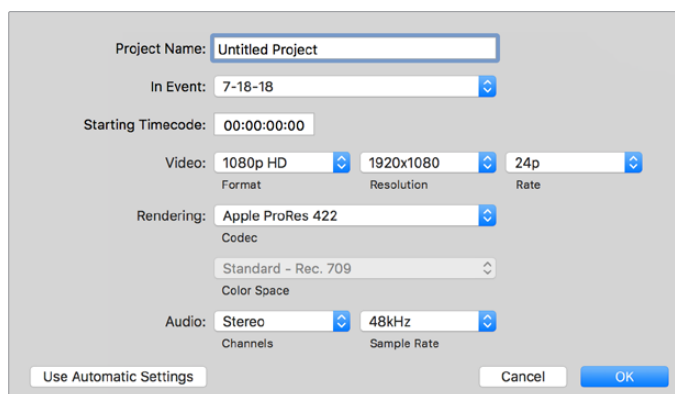 Project Name: Untitled Project
In Event: 7-18-18
Starting Timecode: 00:00:00:00
Video: 1080p HD 1920x1080 24p
Format Resolution Rate
Rendering: Apple ProRes 422
Codec
Standard - Rec. 709
Color Space
Audio: Stereo 48kHz
Channels Sample Rate
Use Automatic Settings Cancel OK